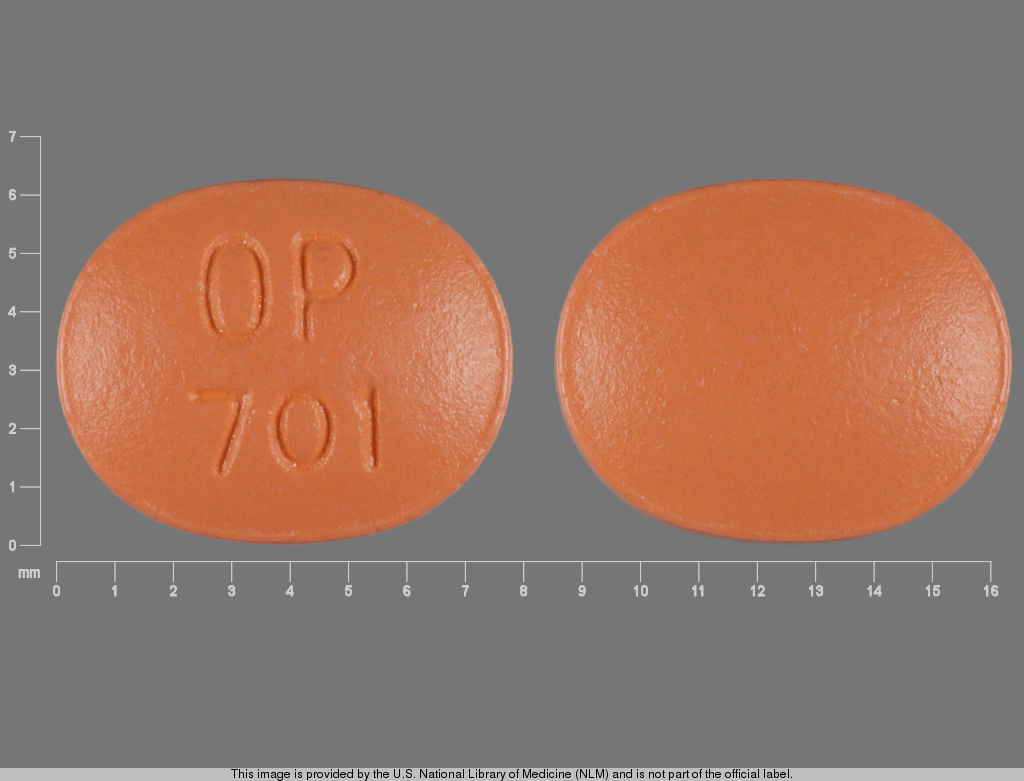 OP
701
7
6
5
4
3
2
1
0
mm
0 1 2 3 4 5 6 7 8 9 10 11 12 13 14 15 16
This image is provided by the U.S. National Library of Medicine (NLM) and is not part of the official label.